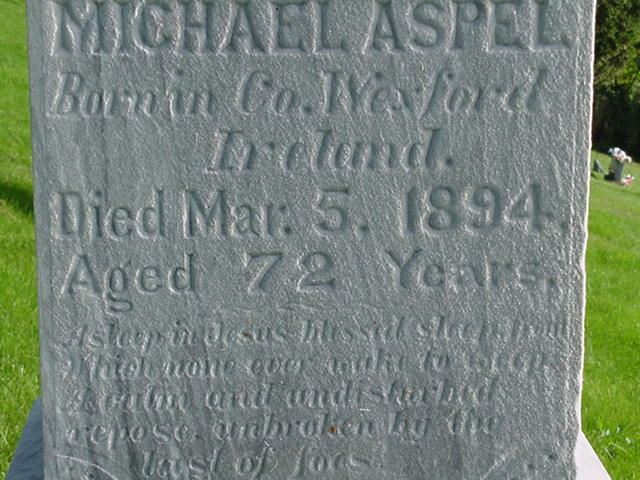 MICHAEL ASPEL
Born in Co. Wexford
Ireland.
Died Mar. 5. 1894.
Aged 72 Years.
Asleep in Jesus blessed sleep, from
Which none ever wake to weep,
A calm and undisturbed
repose, unbroken by the
last of foes.